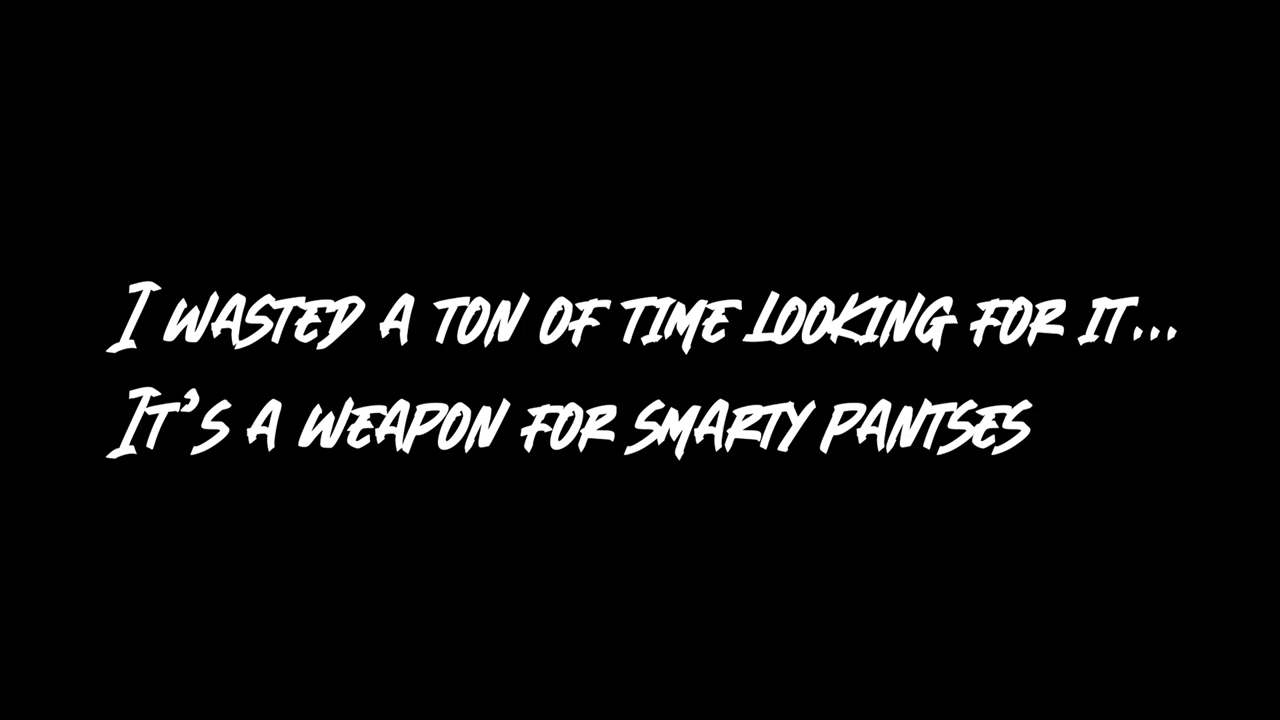 I wasted a ton of time looking for it...
It's a weapon for smarty pantses